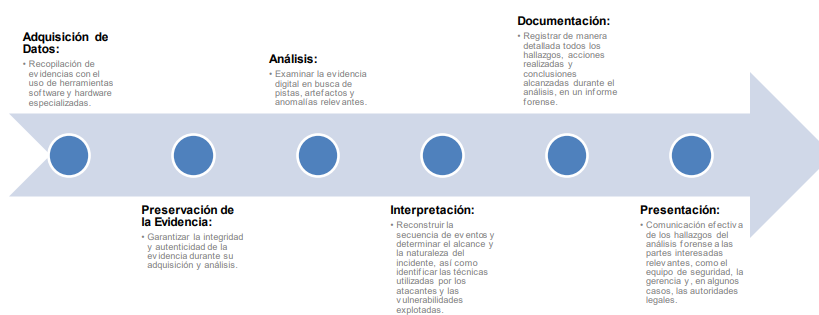 Adquisición de
Datos:
• Recopilación de
evidencias con el
uso de herramientas
software y hardware
especializadas.
Preservación de
la Evidencia:
• Garantizar la integridad
y autenticidad de la
evidencia durante su
adquisición y análisis.
Análisis:
• Examinar la evidencia
digital en busca de
pistas, artefactos y
anomalías relevantes.
Interpretación:
• Reconstruir la
secuencia de eventos y
determinar el alcance y
la naturaleza del
incidente, así como
identificar las técnicas
utilizadas por los
atacantes y las
vulnerabilidades
explotadas.
Documentación:
• Registrar de manera
detallada todos los
hallazgos, acciones
realizadas y
conclusiones
alcanzadas durante el
análisis, en un informe
forense.
Presentación:
• Comunicación efectiva
de los hallazgos del
análisis forense a las
partes interesadas
relevantes, como el
equipo de seguridad, la
gerencia y, en algunos
casos, las autoridades
legales.